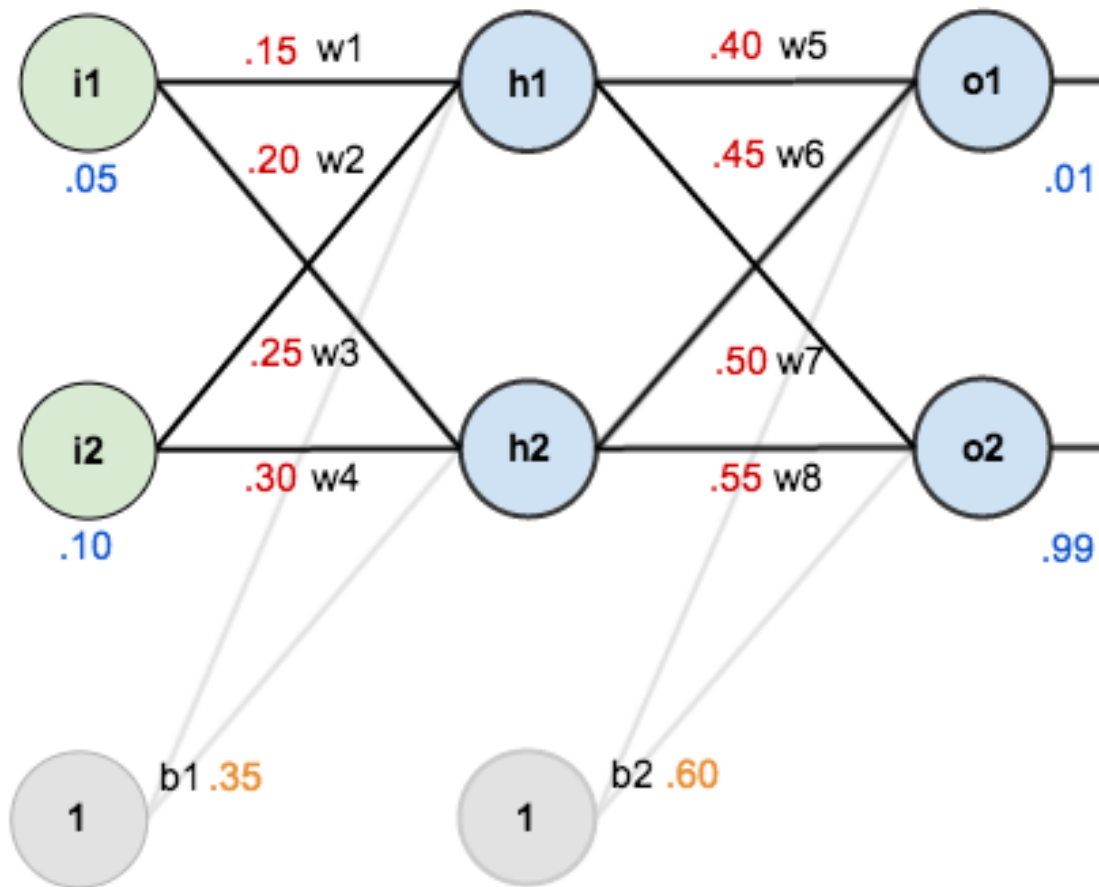 .15 w1
.40 w5
i1
h1
o1
.20 w2
.45 w6
.05
.01
.25 w3
.50 w7
i2
h2
o2
.30 w4
.55 w8
.10
.99
b1 .35
b2 .60
1
1